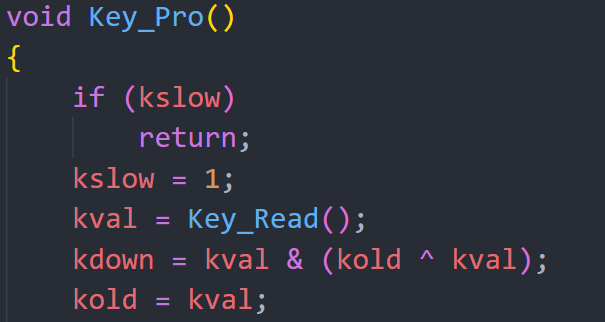 void Key_Pro()
{
    if (kslow)
        return;
    kslow = 1;
    kval = Key_Read();
    kdown = kval & (kold ^ kval);
    kold = kval;